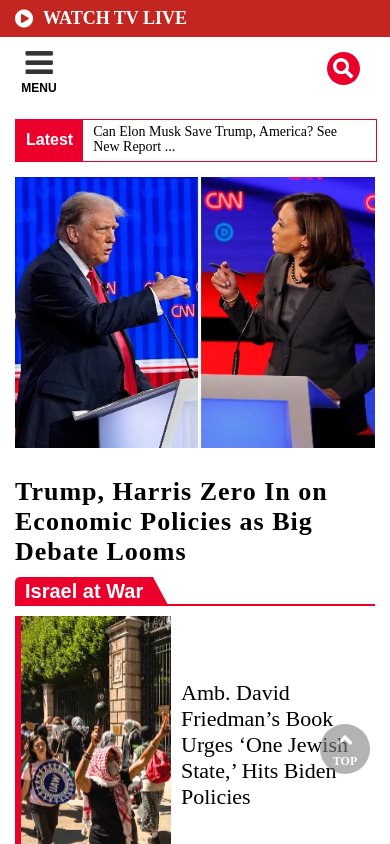 WATCH TV LIVE
MENU
Latest
Can Elon Musk Save Trump, America? See
New Report ...
CNN
CNN
CNN
Trump, Harris Zero In on
Economic Policies as Big
Debate Looms
Israel at War
Amb. David
Friedman’s Book
Urges ‘One Jewish
State,’ Hits Biden
Policies
TOP